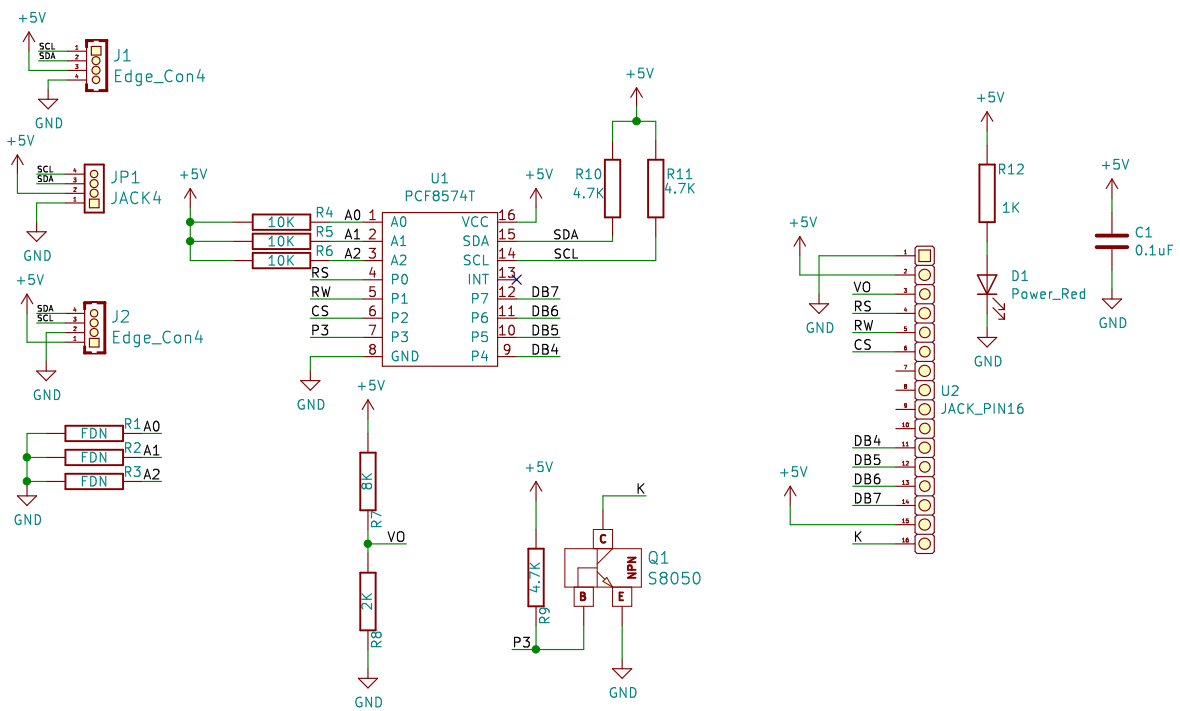 +5V
SCL
SDA
1
2
3
4
J1
Edge_Con4
GND
+5V
SCL
SDA
4
3
2
1
JP1
JACK4
GND
+5V
SDA
SCL
4
3
2
1
J2
Edge_Con4
GND
R1 A0
FDN
R2 A1
FDN
R3 A2
FDN
GND
+5V
R4
10K
R5
10K
R6
10K
U1
PCF8574T
A0 1 A0
A1 2 A1
A2 3 A2
RS 4 P0
RW 5 P1
CS 6 P2
P3 7 P3
8 GND
GND
VCC 16
SDA 15 SDA
SCL 14 SCL
INT 13
P7 12 DB7
P6 11 DB6
P5 10 DB5
P4 9 DB4
+5V
+5V
R10
4.7K
R11
4.7K
+5V
8K
R7
VO
2K
R8
GND
+5V
4.7K
R9
P3
K
C
NPN
B
E
Q1
S8050
GND
+5V
GND
1
2
VO 3
RS 4
RW 5
CS 6
7
8
9
10
DB4 11
DB5 12
DB6 13
DB7 14
15
K 16
+5V
U2
JACK_PIN16
+5V
R12
1K
D1
Power_Red
GND
+5V
C1
0.1uF
GND